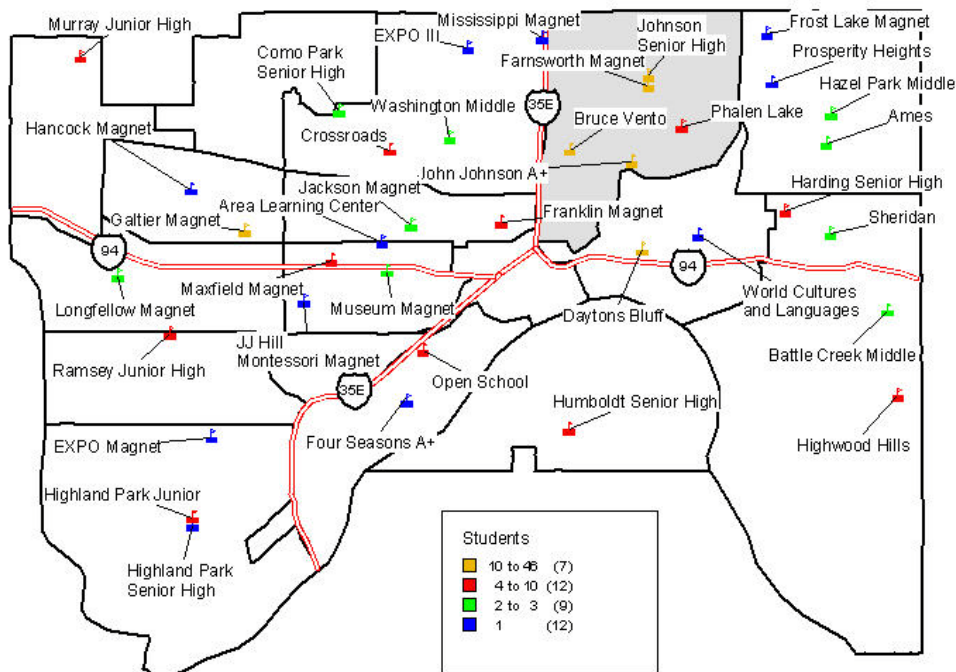 Murray Junior High
Mississippi Magnet
EXPO III
Johnson
Senior High
Farnsworth Magnet
Frost Lake Magnet
Prosperity Heights
Hazel Park Middle
Ames
Como Park
Senior High
Washington Middle
35E
Bruce Vento
Phalen Lake
Hancock Magnet
Crossroads
John Johnson A+
Jackson Magnet
Area Learning Center
Galtier Magnet
Franklin Magnet
Harding Senior High
Sheridan
94
94
Longfellow Magnet
Maxfield Magnet
Museum Magnet
Daytons Bluff
World Cultures
and Languages
JJ Hill
Montessori Magnet
Ramsey Junior High
Battle Creek Middle
35E
Open School
Humboldt Senior High
Highwood Hills
EXPO Magnet
Four Seasons A+
Highland Park Junior
Highland Park
Senior High
Students
10 to 46 (7)
4 to 10 (12)
2 to 3 (9)
1 (12)